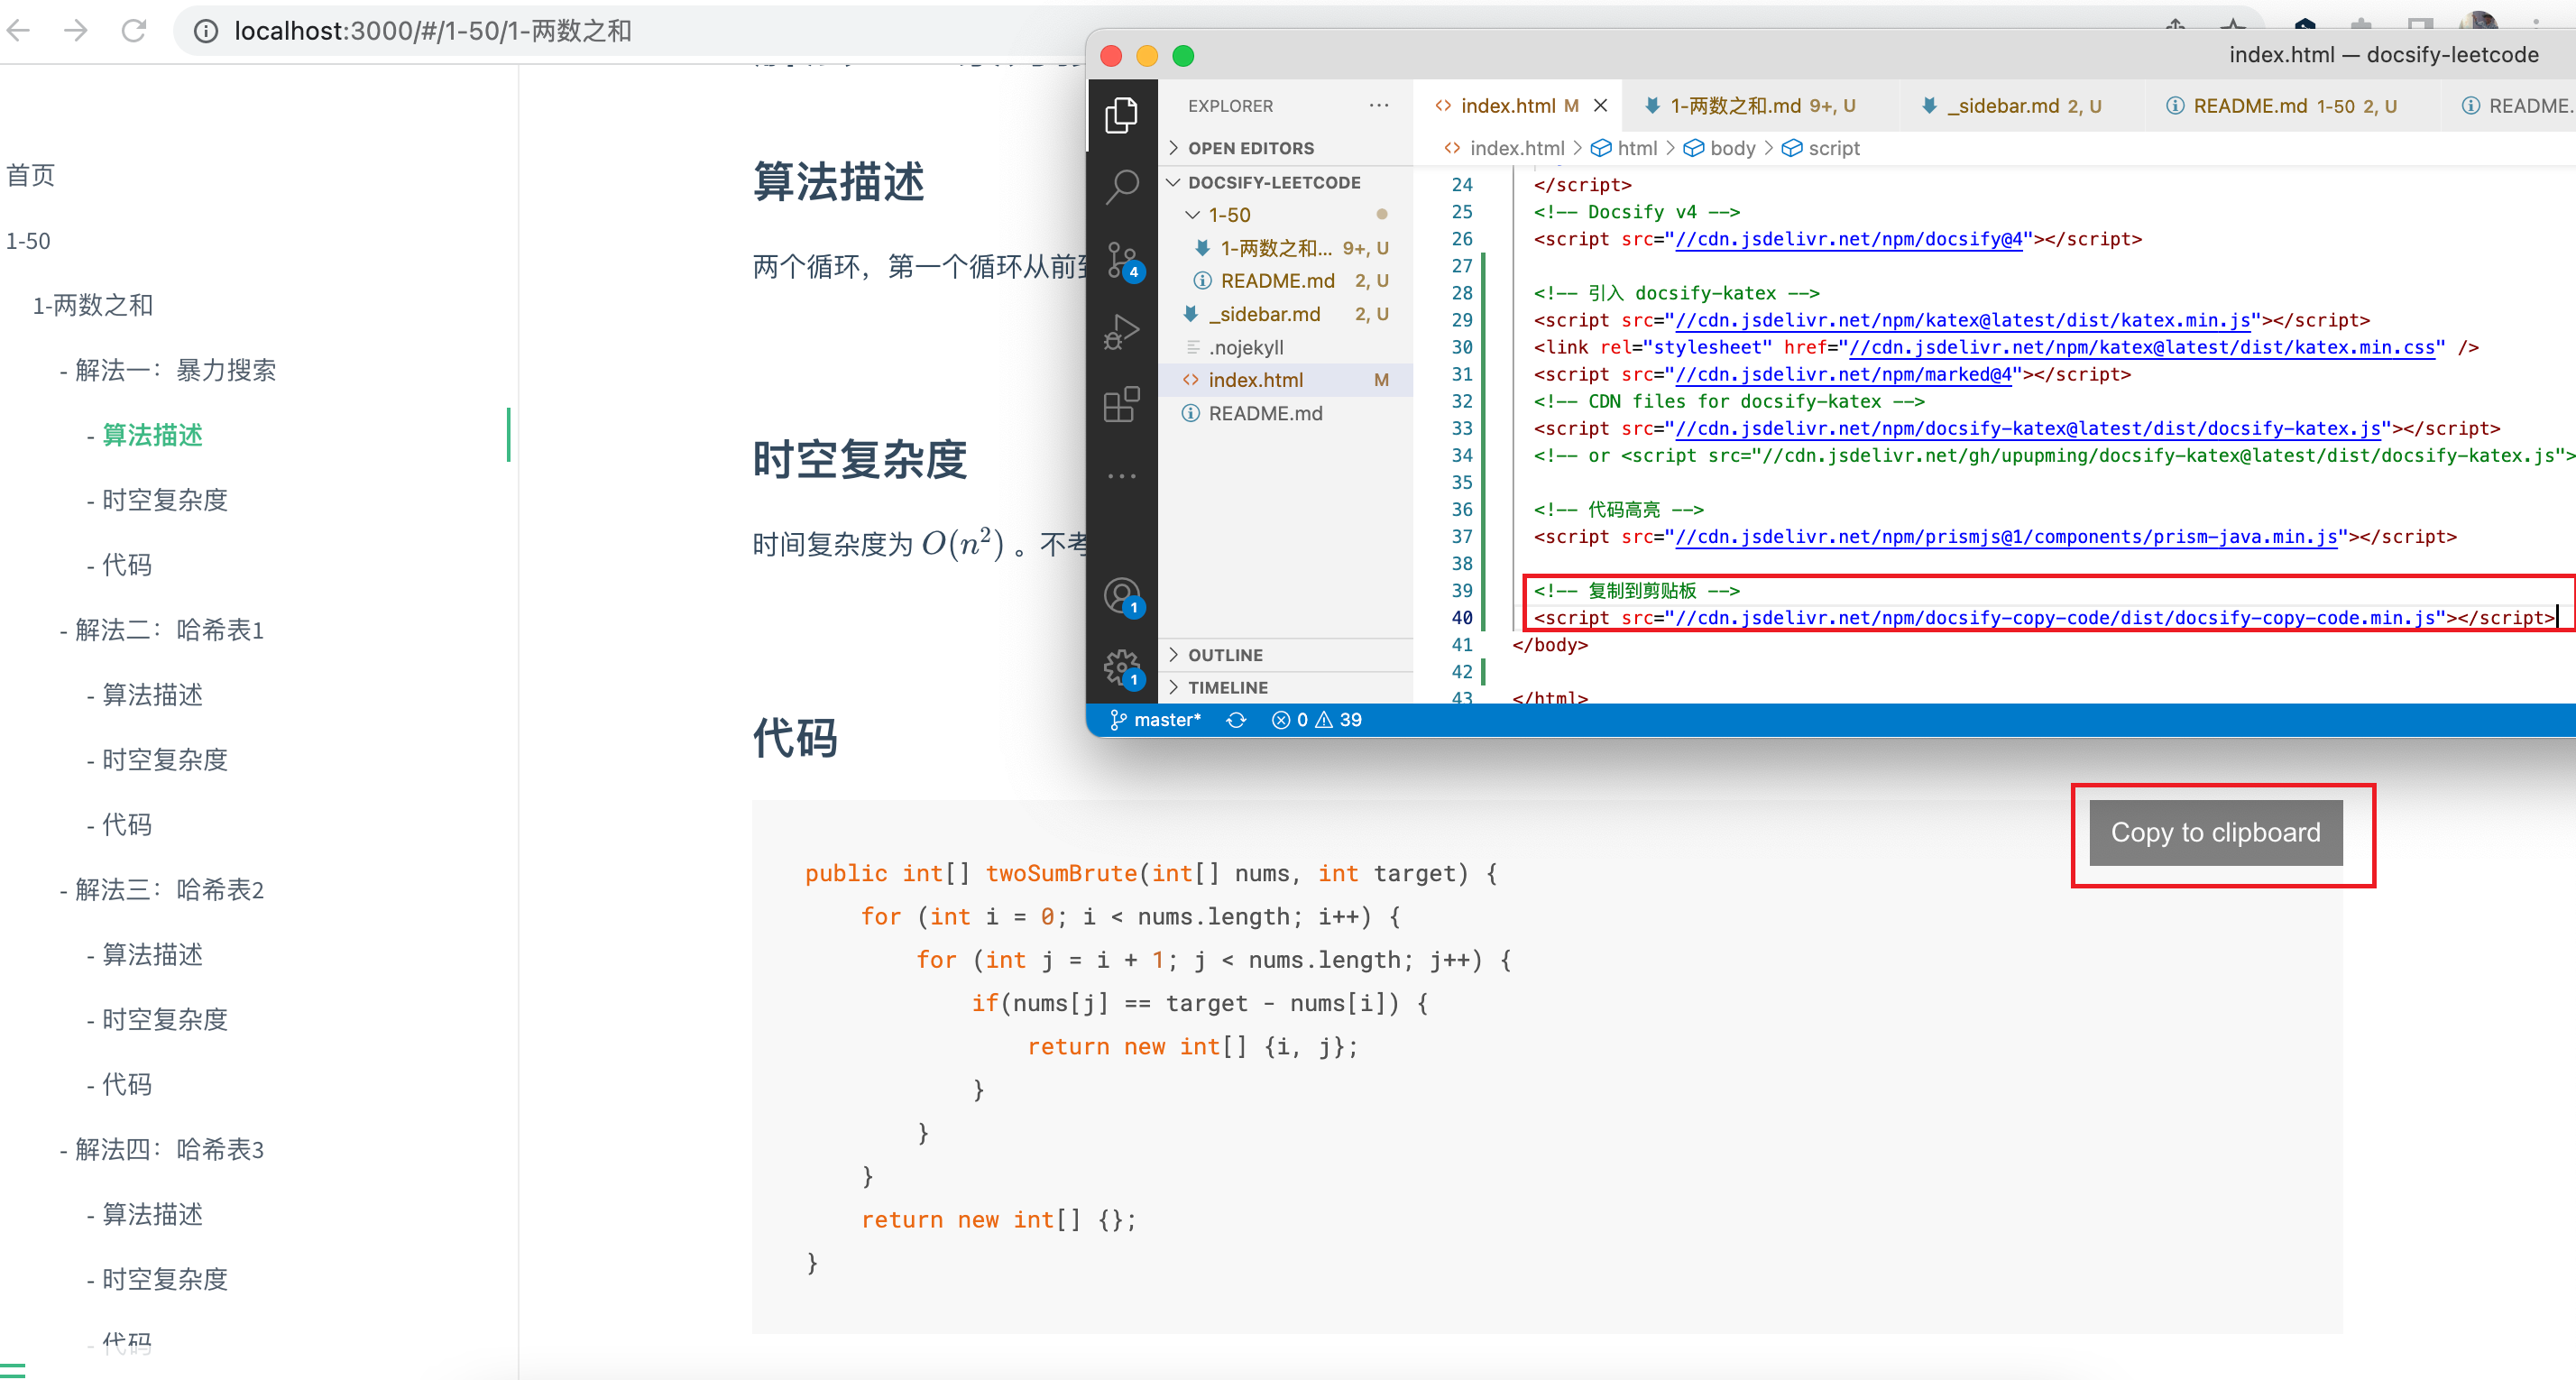 localhost:3000/#/1-50/1-两数之和
首页
1-50
1-两数之和
- 解法一：暴力搜索
- 算法描述
- 时空复杂度
- 代码
- 解法二：哈希表1
- 算法描述
- 时空复杂度
- 代码
- 解法三：哈希表2
- 算法描述
- 时空复杂度
- 代码
- 解法四：哈希表3
- 算法描述
- 时空复杂度
- 代码
算法描述
两个循环，第一个循环从前到
时空复杂度
时间复杂度为 O(n²) 。不考
代码
Copy to clipboard
public int[] twoSumBrute(int[] nums, int target) {
    for (int i = 0; i < nums.length; i++) {
        for (int j = i + 1; j < nums.length; j++) {
            if(nums[j] == target - nums[i]) {
                return new int[] {i, j};
            }
        }
    }
    return new int[] {};
}
index.html — docsify-leetcode
EXPLORER ···
OPEN EDITORS
DOCSIFY-LEETCODE
1-50
1-两数之和... 9+, U
README.md 2, U
_sidebar.md 2, U
.nojekyll
index.html M
README.md
OUTLINE
TIMELINE
4
1
1
index.html M 1-两数之和.md 9+, U _sidebar.md 2, U README.md 1-50 2, U README.
index.html > html > body > script
24 </script>
25 <!-- Docsify v4 -->
26 <script src="//cdn.jsdelivr.net/npm/docsify@4"></script>
27
28 <!-- 引入 docsify-katex -->
29 <script src="//cdn.jsdelivr.net/npm/katex@latest/dist/katex.min.js"></script>
30 <link rel="stylesheet" href="//cdn.jsdelivr.net/npm/katex@latest/dist/katex.min.css" />
31 <script src="//cdn.jsdelivr.net/npm/marked@4"></script>
32 <!-- CDN files for docsify-katex -->
33 <script src="//cdn.jsdelivr.net/npm/docsify-katex@latest/dist/docsify-katex.js"></script>
34 <!-- or <script src="//cdn.jsdelivr.net/gh/upupming/docsify-katex@latest/dist/docsify-katex.js">
35
36 <!-- 代码高亮 -->
37 <script src="//cdn.jsdelivr.net/npm/prismjs@1/components/prism-java.min.js"></script>
38
39 <!-- 复制到剪贴板 -->
40 <script src="//cdn.jsdelivr.net/npm/docsify-copy-code/dist/docsify-copy-code.min.js"></script>
41 </body>
42
43 </html>
master* 0 39